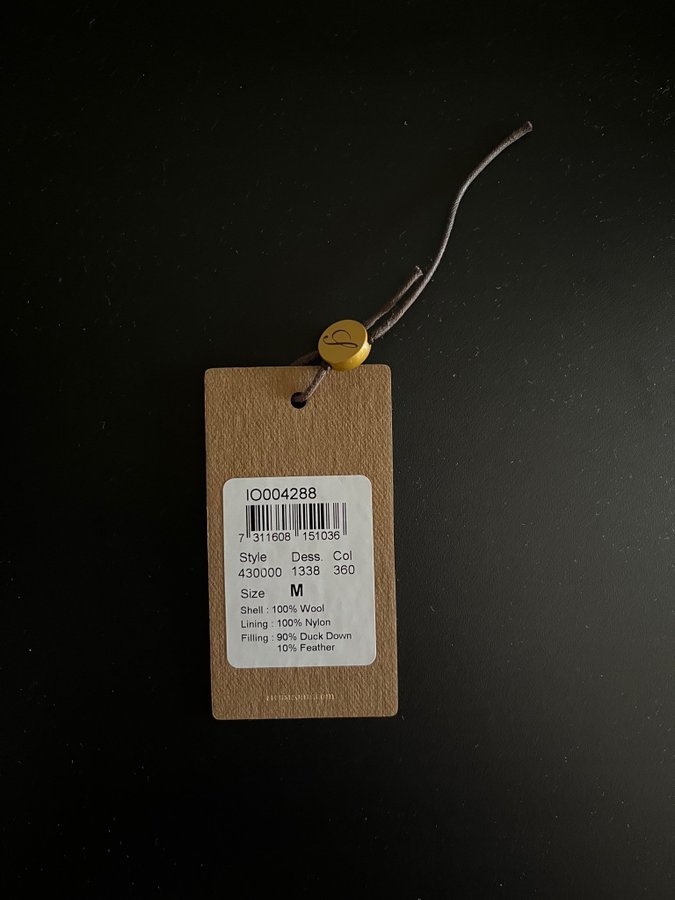 IO004288
7 311608 151036
Style Dess. Col
430000 1338 360
Size M
Shell : 100% Wool
Lining : 100% Nylon
Filling : 90% Duck Down
10% Feather